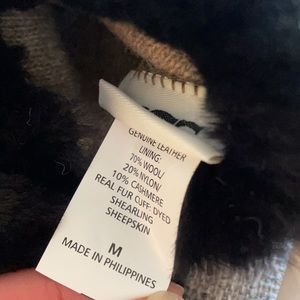 GENUINE LEATHER
LINING:
70% WOOL/
20% NYLON/
10% CASHMERE
REAL FUR CUFF: DYED
SHEARLING
SHEEPSKIN
M
MADE IN PHILIPPINES